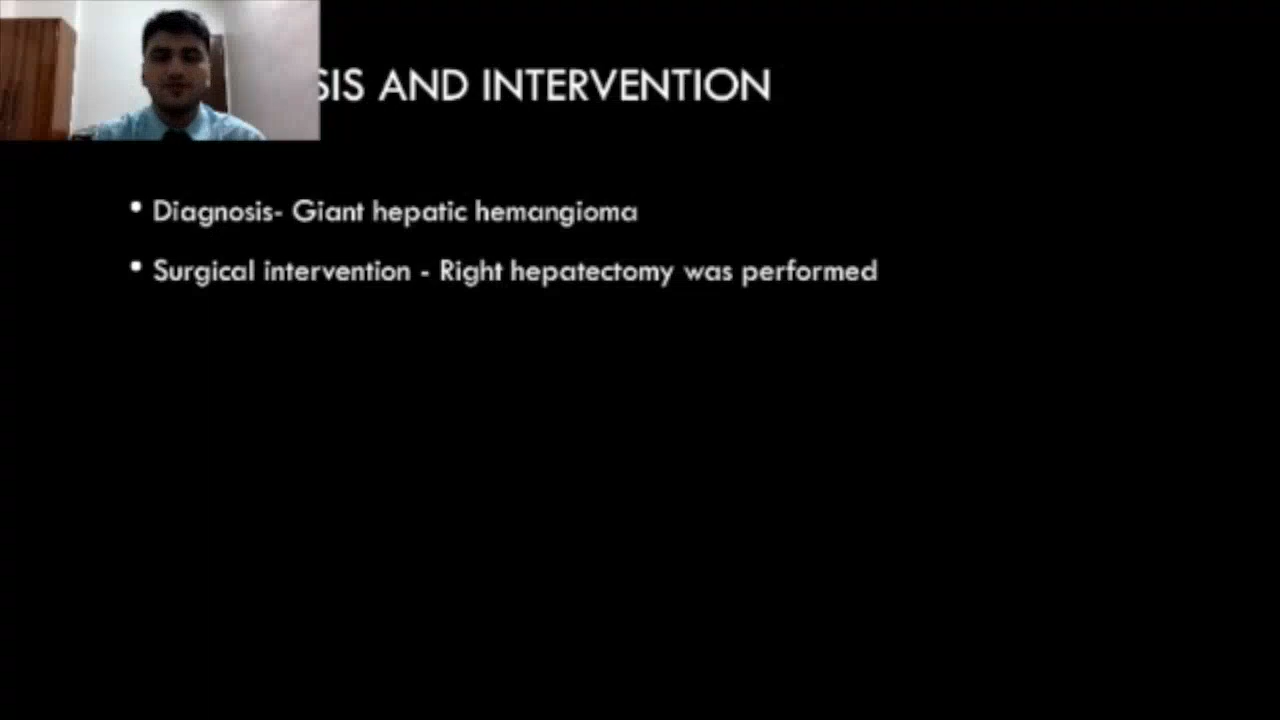 SIS AND INTERVENTION
• Diagnosis- Giant hepatic hemangioma
• Surgical intervention - Right hepatectomy was performed